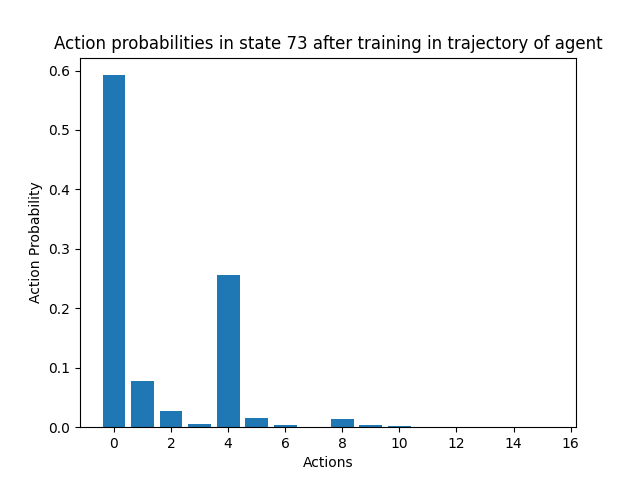 Action probabilities in state 73 after training in trajectory of agent
0.6
0.5
0.4
0.3
0.2
0.1
0.0
Action Probability
0 2 4 6 8 10 12 14 16
Actions